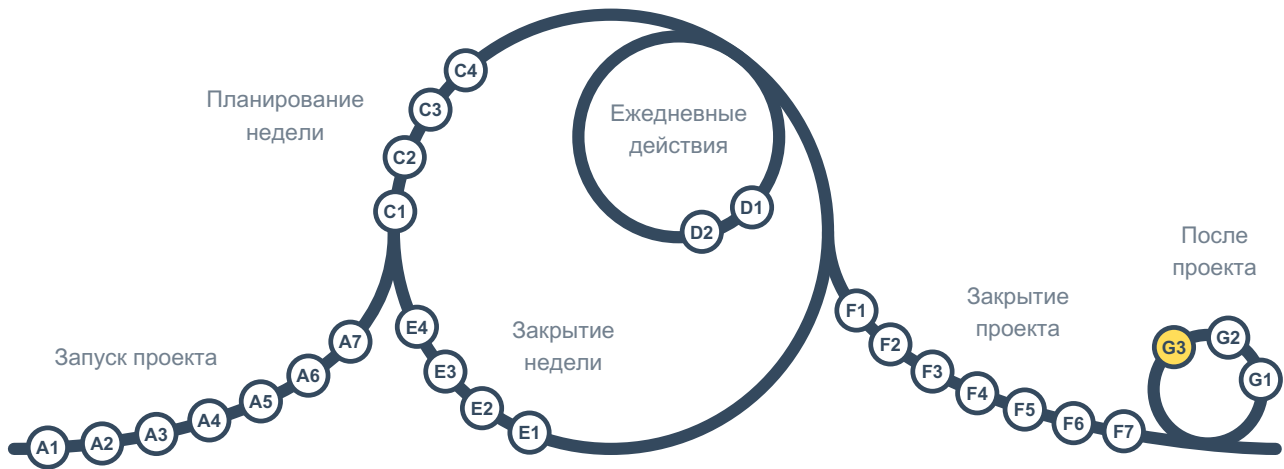 Запуск проекта
A1
A2
A3
A4
A5
A6
A7
Планирование
недели
C1
C2
C3
C4
Ежедневные
действия
D1
D2
Закрытие
недели
E1
E2
E3
E4
Закрытие
проекта
F1
F2
F3
F4
F5
F6
F7
После
проекта
G1
G2
G3